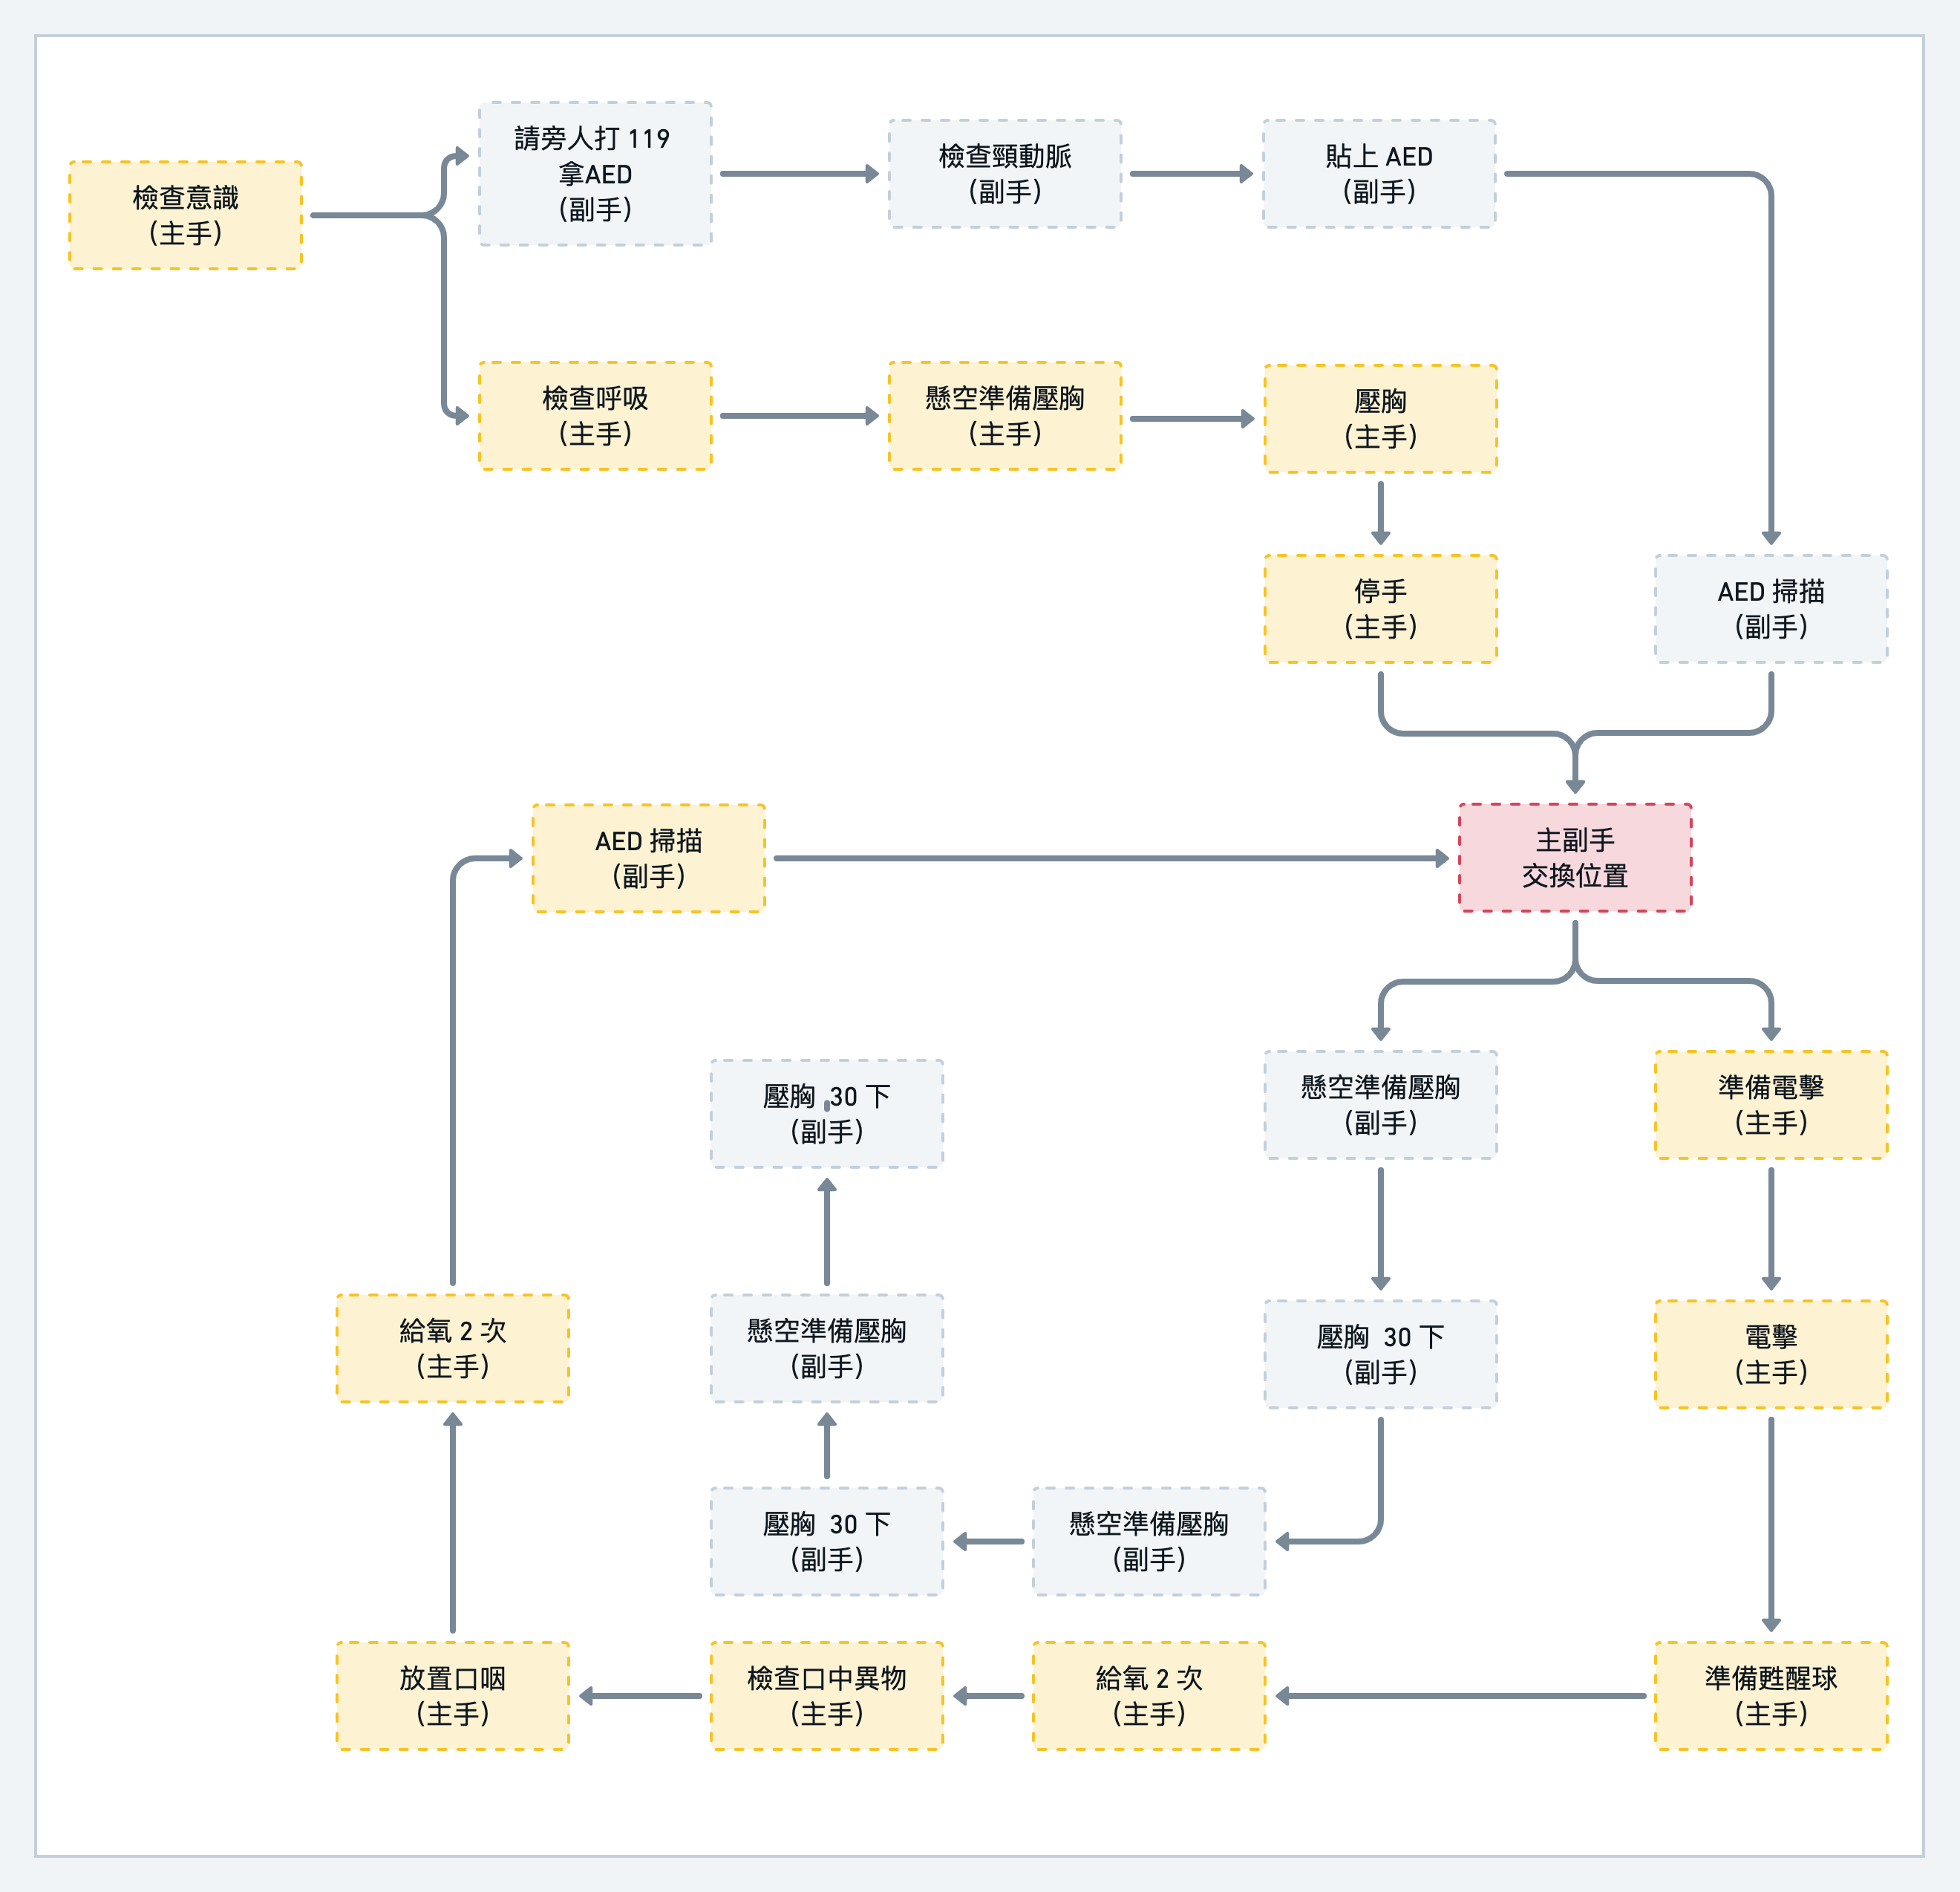 請旁人打 119
拿AED
(副手)
檢查頸動脈
(副手)
貼上 AED
(副手)
檢查意識
(主手)
檢查呼吸
(主手)
懸空準備壓胸
(主手)
壓胸
(主手)
停手
(主手)
AED 掃描
(副手)
AED 掃描
(副手)
主副手
交換位置
壓胸 30 下
(副手)
懸空準備壓胸
(副手)
準備電擊
(主手)
給氧 2 次
(主手)
懸空準備壓胸
(副手)
壓胸 30 下
(副手)
電擊
(主手)
壓胸 30 下
(副手)
懸空準備壓胸
(副手)
放置口咽
(主手)
檢查口中異物
(主手)
給氧 2 次
(主手)
準備甦醒球
(主手)